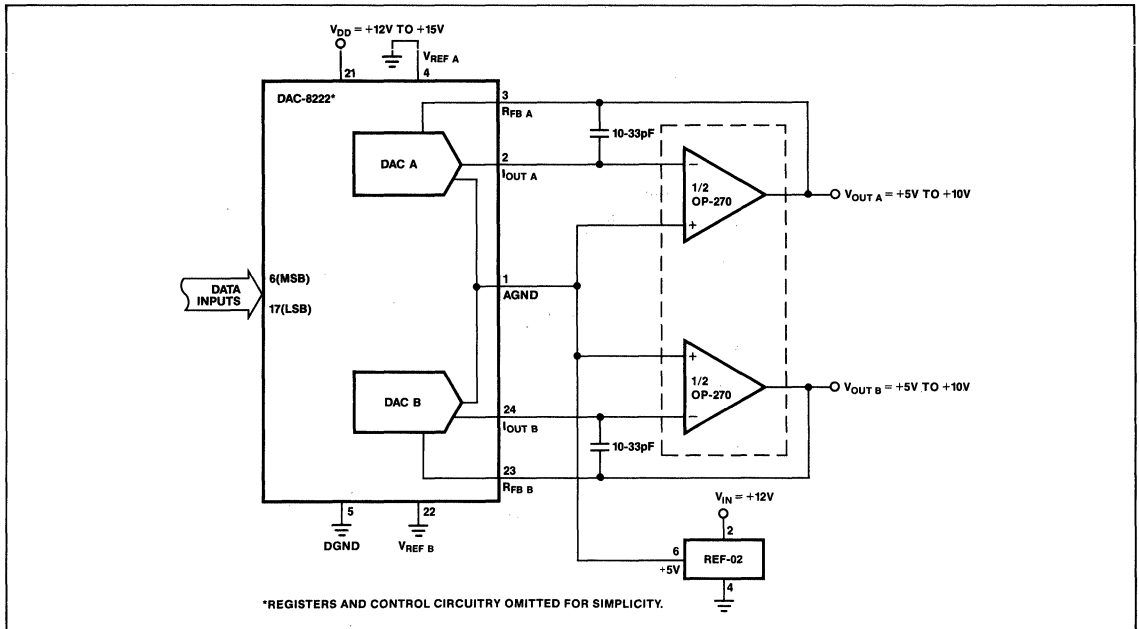 V_DD = +12V TO +15V
V_REF A
21
4
DAC-8222*
3
R_FB A
10-33pF
DAC A
2
I_OUT A
−
1/2
OP-270
+
V_OUT A = +5V TO +10V
6(MSB)
DATA
INPUTS
17(LSB)
1
AGND
+
1/2
OP-270
−
V_OUT B = +5V TO +10V
DAC B
24
I_OUT B
10-33pF
23
R_FB B
V_IN = +12V
2
5
22
DGND
V_REF B
6
+5V
REF-02
4
*REGISTERS AND CONTROL CIRCUITRY OMITTED FOR SIMPLICITY.